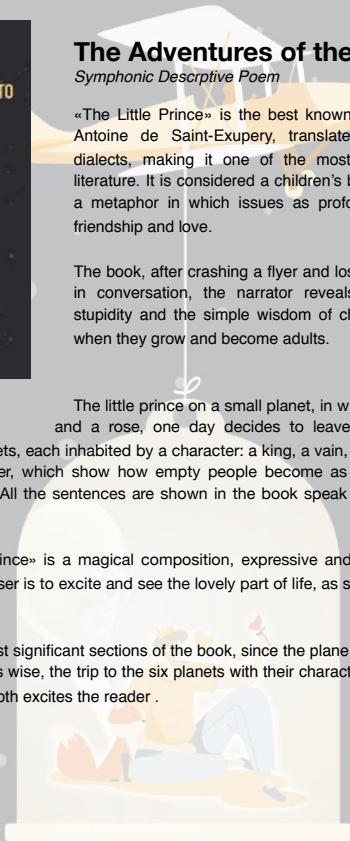 TO
The Adventures of the
Symphonic Descrptive Poem
«The Little Prince» is the best known
Antoine de Saint-Exupery, translate
dialects, making it one of the most
literature. It is considered a children's b
a metaphor in which issues as profo
friendship and love.
The book, after crashing a flyer and los
in conversation, the narrator reveals
stupidity and the simple wisdom of ch
when they grow and become adults.
The little prince on a small planet, in w
and a rose, one day decides to leave
ets, each inhabited by a character: a king, a vain,
er, which show how empty people become as
All the sentences are shown in the book speak
ince» is a magical composition, expressive and
ser is to excite and see the lovely part of life, as s
st significant sections of the book, since the plane
s wise, the trip to the six planets with their charact
oth excites the reader .